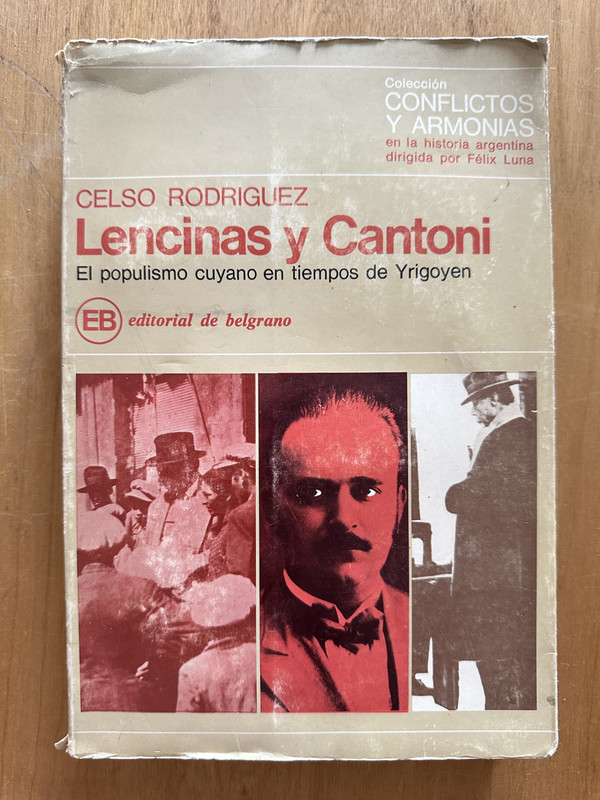 Colección
CONFLICTOS
Y ARMONIAS
en la historia argentina
dirigida por Félix Luna
CELSO RODRIGUEZ
Lencinas y Cantoni
El populismo cuyano en tiempos de Yrigoyen
EB editorial de belgrano